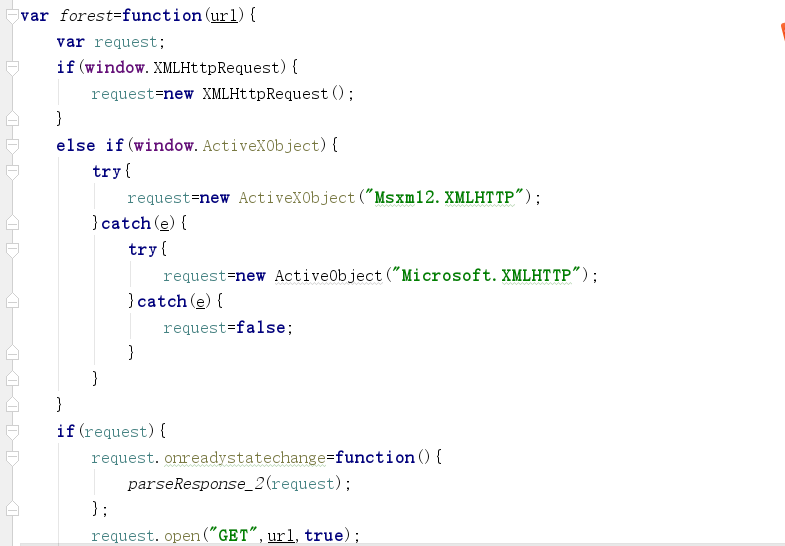 var forest=function(url){
    var request;
    if(window.XMLHttpRequest){
        request=new XMLHttpRequest();
    }
    else if(window.ActiveXObject){
        try{
            request=new ActiveXObject("Msxml2.XMLHTTP");
        }catch(e){
            try{
                request=new ActiveObject("Microsoft.XMLHTTP");
            }catch(e){
                request=false;
            }
        }
    }
    if(request){
        request.onreadystatechange=function(){
            parseResponse_2(request);
        };
        request.open("GET",url,true);